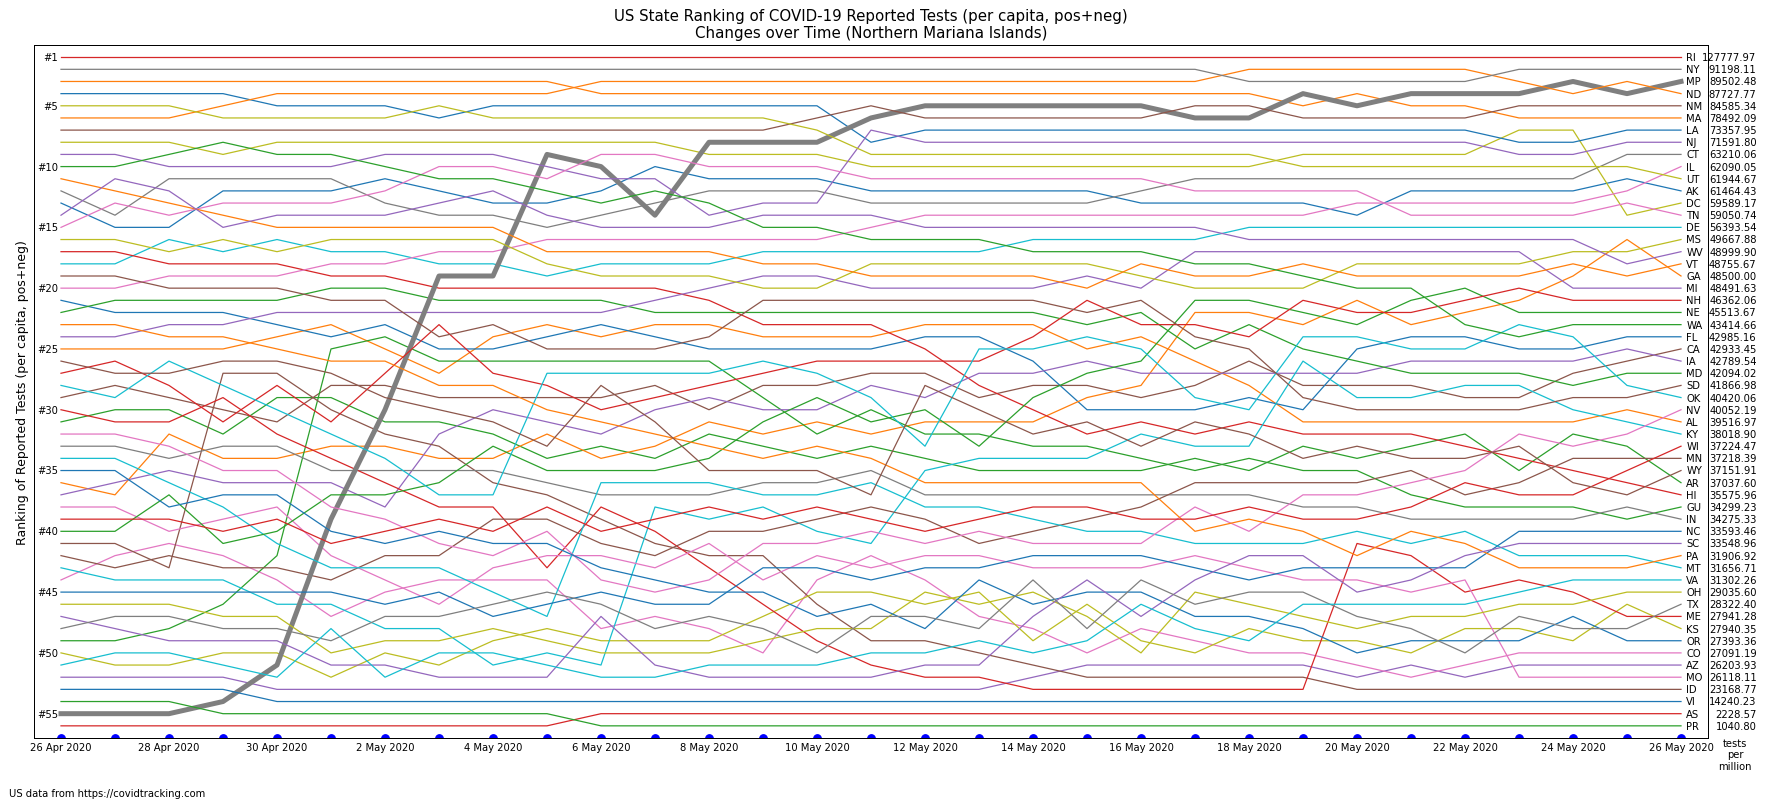 US State Ranking of COVID-19 Reported Tests (per capita, pos+neg)
Changes over Time (Northern Mariana Islands)
Ranking of Reported Tests (per capita, pos+neg)
#1
#5
#10
#15
#20
#25
#30
#35
#40
#45
#50
#55
RI 127777.97
NY 91198.11
MP 89502.48
ND 87727.77
NM 84585.34
MA 78492.09
LA 73357.95
NJ 71591.80
CT 63210.06
IL 62090.05
UT 61944.67
AK 61464.43
DC 59589.17
TN 59050.74
DE 56393.54
MS 49667.88
WV 48999.90
VT 48755.67
GA 48500.00
MI 48491.63
NH 46362.06
NE 45513.67
WA 43414.66
FL 42985.16
CA 42933.45
IA 42789.54
MD 42094.02
SD 41866.98
OK 40420.06
NV 40052.19
AL 39516.97
KY 38018.90
WI 37224.47
MN 37218.39
WY 37151.91
AR 37037.60
HI 35575.96
GU 34299.23
IN 34275.33
NC 33593.46
SC 33548.96
PA 31906.92
MT 31656.71
VA 31302.26
OH 29035.60
TX 28322.40
ME 27941.28
KS 27940.35
OR 27393.36
CO 27091.19
AZ 26203.93
MO 26118.11
ID 23168.77
VI 14240.23
AS 2228.57
PR 1040.80
26 Apr 2020 28 Apr 2020 30 Apr 2020 2 May 2020 4 May 2020 6 May 2020 8 May 2020 10 May 2020 12 May 2020 14 May 2020 16 May 2020 18 May 2020 20 May 2020 22 May 2020 24 May 2020 26 May 2020
tests
per
million
US data from https://covidtracking.com